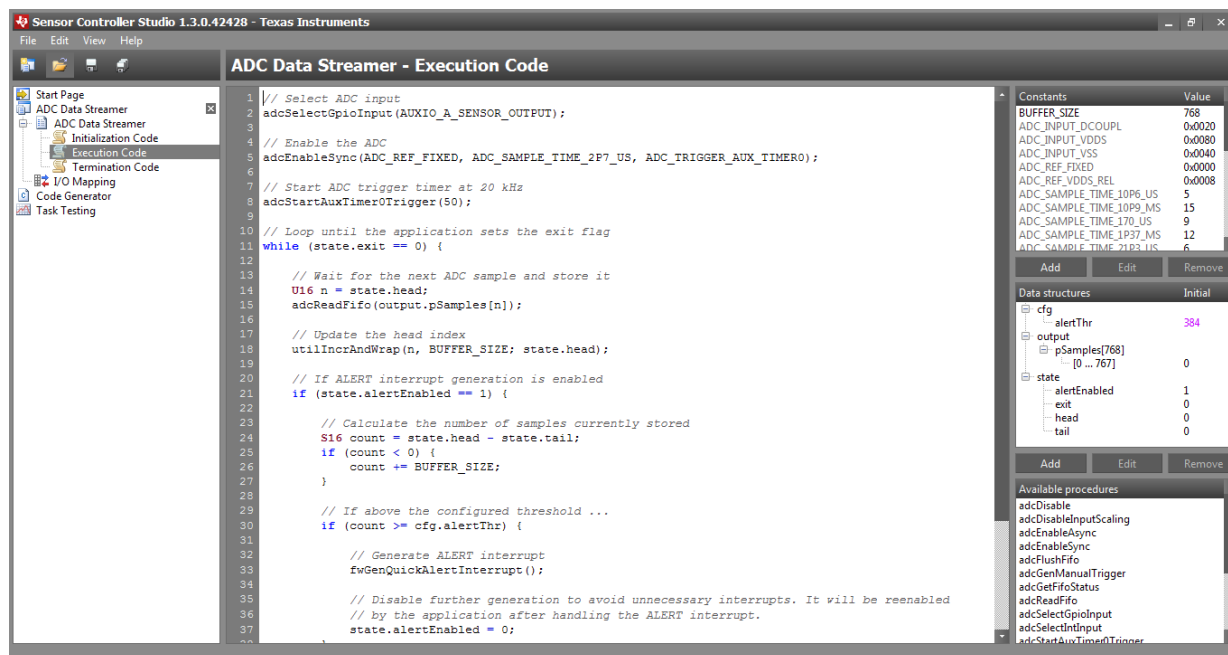 Sensor Controller Studio 1.3.0.42428 - Texas Instruments
File Edit View Help
ADC Data Streamer - Execution Code
Start Page
ADC Data Streamer
ADC Data Streamer
Initialization Code
Execution Code
Termination Code
I/O Mapping
Code Generator
Task Testing
1 // Select ADC input
2 adcSelectGpioInput(AUXIO_A_SENSOR_OUTPUT);
3
4 // Enable the ADC
5 adcEnableSync(ADC_REF_FIXED, ADC_SAMPLE_TIME_2P7_US, ADC_TRIGGER_AUX_TIMER0);
6
7 // Start ADC trigger timer at 20 kHz
8 adcStartAuxTimer0Trigger(50);
9
10 // Loop until the application sets the exit flag
11 while (state.exit == 0) {
12
13     // Wait for the next ADC sample and store it
14     U16 n = state.head;
15     adcReadFifo(output.pSamples[n]);
16
17     // Update the head index
18     utilIncrAndWrap(n, BUFFER_SIZE; state.head);
19
20     // If ALERT interrupt generation is enabled
21     if (state.alertEnabled == 1) {
22
23         // Calculate the number of samples currently stored
24         S16 count = state.head - state.tail;
25         if (count < 0) {
26             count += BUFFER_SIZE;
27         }
28
29         // If above the configured threshold ...
30         if (count >= cfg.alertThr) {
31
32             // Generate ALERT interrupt
33             fwGenQuickAlertInterrupt();
34
35             // Disable further generation to avoid unnecessary interrupts. It will be reenabled
36             // by the application after handling the ALERT interrupt.
37             state.alertEnabled = 0;
Constants Value
BUFFER_SIZE 768
ADC_INPUT_DCOUPL 0x0020
ADC_INPUT_VDDS 0x0080
ADC_INPUT_VSS 0x0040
ADC_REF_FIXED 0x0000
ADC_REF_VDDS_REL 0x0008
ADC_SAMPLE_TIME_10P6_US 5
ADC_SAMPLE_TIME_10P9_MS 15
ADC_SAMPLE_TIME_170_US 9
ADC_SAMPLE_TIME_1P37_MS 12
ADC_SAMPLE_TIME_21P3_US 6
Add Edit Remove
Data structures Initial
cfg
alertThr 384
output
pSamples[768]
[0 ... 767] 0
state
alertEnabled 1
exit 0
head 0
tail 0
Add Edit Remove
Available procedures
adcDisable
adcDisableInputScaling
adcEnableAsync
adcEnableSync
adcFlushFifo
adcGenManualTrigger
adcGetFifoStatus
adcReadFifo
adcSelectGpioInput
adcSelectIntInput
adcStartAuxTimer0Trigger